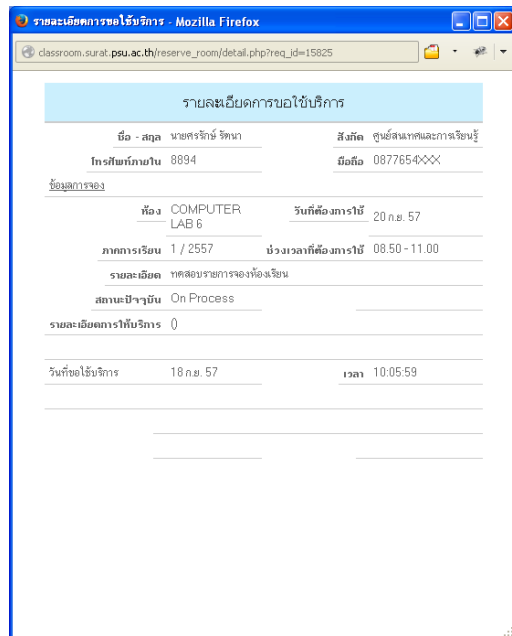 รายละเอียดการขอใช้บริการ - Mozilla Firefox
classroom.surat.psu.ac.th/reserve_room/detail.php?req_id=15825
รายละเอียดการขอใช้บริการ
ชื่อ - สกุล นายศรรักษ์ รัตนา สังกัด ศูนย์สนเทศและการเรียนรู้
โทรศัพท์ภายใน 8894 มือถือ 0877654XXX
ข้อมูลการจอง
ห้อง COMPUTER LAB 6 วันที่ต้องการใช้ 20 ก.ย. 57
ภาคการเรียน 1 / 2557 ช่วงเวลาที่ต้องการใช้ 08.50 - 11.00
รายละเอียด ทดสอบรายการจองห้องเรียน
สถานะปัจจุบัน On Process
รายละเอียดการให้บริการ ()
วันที่ขอใช้บริการ 18 ก.ย. 57 เวลา 10:05:59